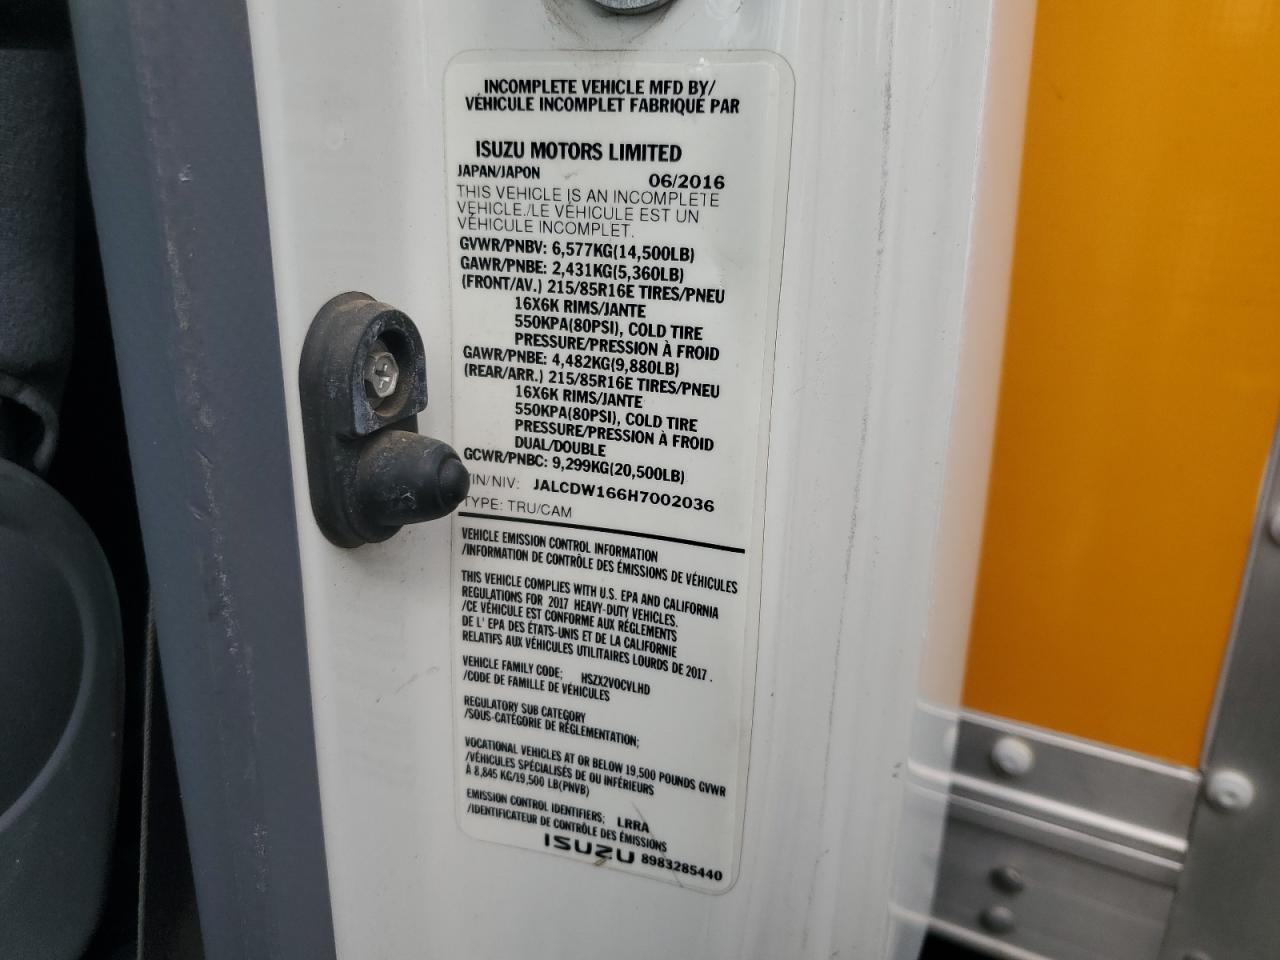 INCOMPLETE VEHICLE MFD BY/
VÉHICULE INCOMPLET FABRIQUÉ PAR
ISUZU MOTORS LIMITED
JAPAN/JAPON 06/2016
THIS VEHICLE IS AN INCOMPLETE
VEHICLE./LE VÉHICULE EST UN
VÉHICULE INCOMPLET.
GVWR/PNBV: 6,577KG(14,500LB)
GAWR/PNBE: 2,431KG(5,360LB)
(FRONT/AV.) 215/85R16E TIRES/PNEU
16X6K RIMS/JANTE
550KPA(80PSI), COLD TIRE
PRESSURE/PRESSION À FROID
GAWR/PNBE: 4,482KG(9,880LB)
(REAR/ARR.) 215/85R16E TIRES/PNEU
16X6K RIMS/JANTE
550KPA(80PSI), COLD TIRE
PRESSURE/PRESSION À FROID
DUAL/DOUBLE
GCWR/PNBC: 9,299KG(20,500LB)
VIN/NIV: JALCDW166H7002036
TYPE: TRU/CAM
VEHICLE EMISSION CONTROL INFORMATION
/INFORMATION DE CONTRÔLE DES ÉMISSIONS DE VÉHICULES
THIS VEHICLE COMPLIES WITH U.S. EPA AND CALIFORNIA
REGULATIONS FOR 2017 HEAVY-DUTY VEHICLES.
/CE VÉHICULE EST CONFORME AUX RÉGLEMENTS
DE L' EPA DES ÉTATS-UNIS ET DE LA CALIFORNIE
RELATIFS AUX VÉHICULES UTILITAIRES LOURDS DE 2017 .
VEHICLE FAMILY CODE; HSZX2VOCVLHD
/CODE DE FAMILLE DE VÉHICULES
REGULATORY SUB CATEGORY
/SOUS-CATÉGORIE DE RÉGLEMENTATION;
VOCATIONAL VEHICLES AT OR BELOW 19,500 POUNDS GVWR
/VÉHICULES SPÉCIALISÉS DE OU INFÉRIEURS
À 8,845 KG/19,500 LB(PNVB)
EMISSION CONTROL IDENTIFIERS; LRRA
/IDENTIFICATEUR DE CONTRÔLE DES ÉMISSIONS
ISUZU 8983285440